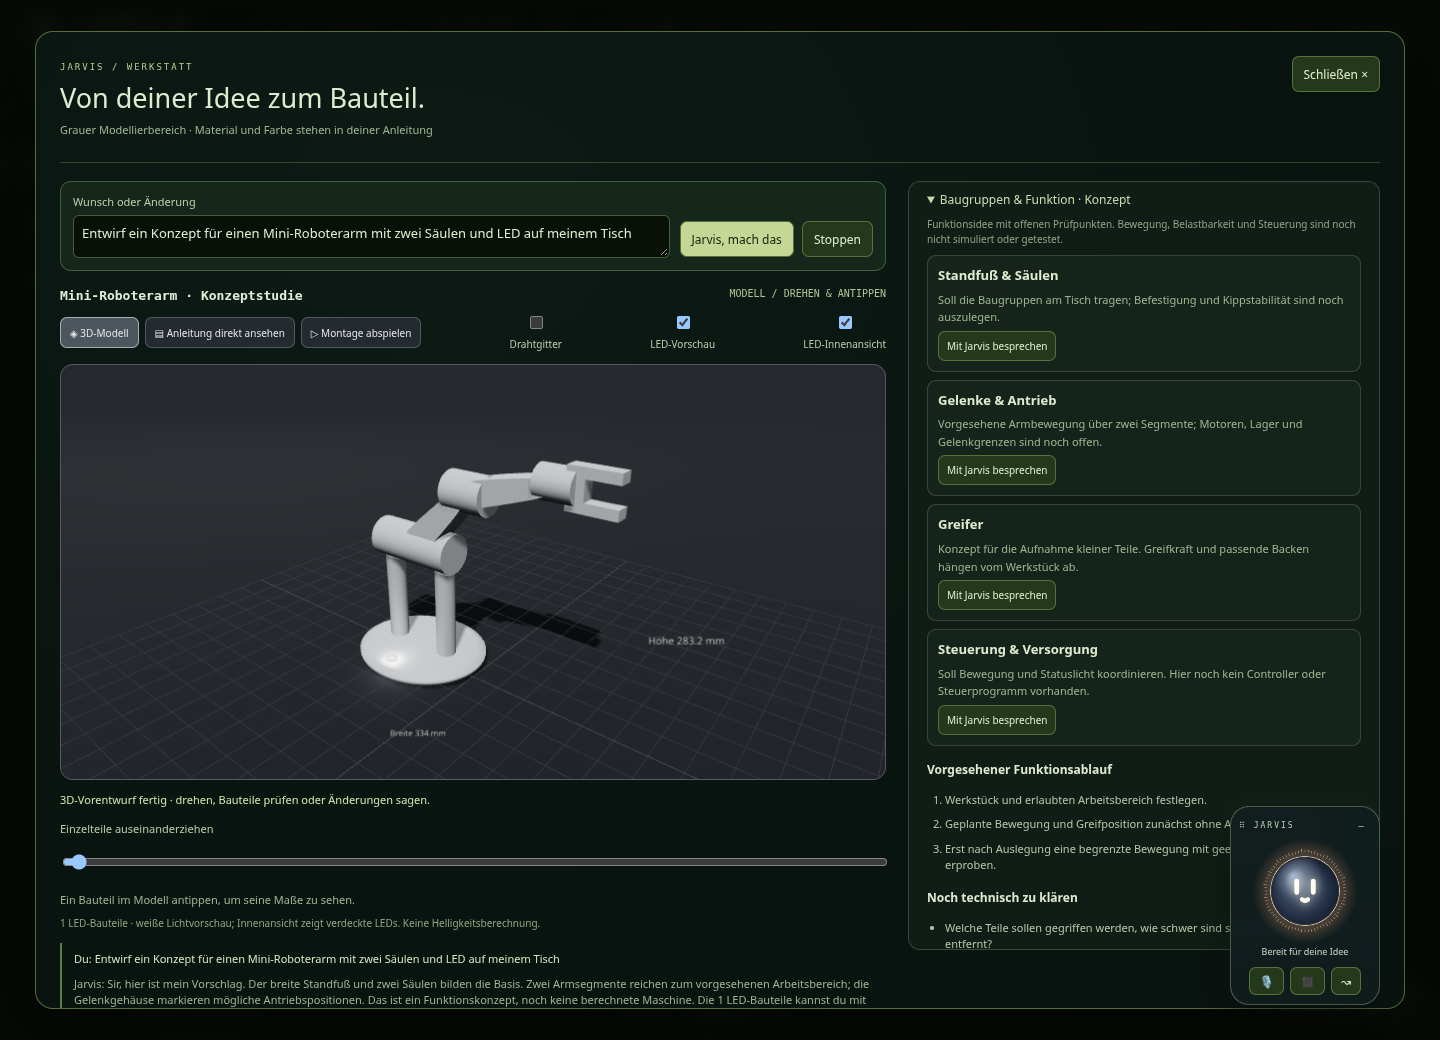 JARVIS / WERKSTATT
Von deiner Idee zum Bauteil.
Grauer Modellierbereich · Material und Farbe stehen in deiner Anleitung
Schließen ×
Wunsch oder Änderung
Entwirf ein Konzept für einen Mini-Roboterarm mit zwei Säulen und LED auf meinem Tisch
Jarvis, mach das
Stoppen
Mini-Roboterarm · Konzeptstudie
MODELL / DREHEN & ANTIPPEN
◈ 3D-Modell
▤ Anleitung direkt ansehen
▷ Montage abspielen
Drahtgitter
LED-Vorschau
LED-Innenansicht
Höhe 283.2 mm
Breite 334 mm
3D-Vorentwurf fertig · drehen, Bauteile prüfen oder Änderungen sagen.
Einzelteile auseinanderziehen
Ein Bauteil im Modell antippen, um seine Maße zu sehen.
1 LED-Bauteile · weiße Lichtvorschau; Innenansicht zeigt verdeckte LEDs. Keine Helligkeitsberechnung.
Du: Entwirf ein Konzept für einen Mini-Roboterarm mit zwei Säulen und LED auf meinem Tisch
Jarvis: Sir, hier ist mein Vorschlag. Der breite Standfuß und zwei Säulen bilden die Basis. Zwei Armsegmente reichen zum vorgesehenen Arbeitsbereich; die
Gelenkgehäuse markieren mögliche Antriebspositionen. Das ist ein Funktionskonzept, noch keine berechnete Maschine. Die 1 LED-Bauteile kannst du mit
▼ Baugruppen & Funktion · Konzept
Funktionsidee mit offenen Prüfpunkten. Bewegung, Belastbarkeit und Steuerung sind noch
nicht simuliert oder getestet.
Standfuß & Säulen
Soll die Baugruppen am Tisch tragen; Befestigung und Kippstabilität sind noch
auszulegen.
Mit Jarvis besprechen
Gelenke & Antrieb
Vorgesehene Armbewegung über zwei Segmente; Motoren, Lager und
Gelenkgrenzen sind noch offen.
Mit Jarvis besprechen
Greifer
Konzept für die Aufnahme kleiner Teile. Greifkraft und passende Backen
hängen vom Werkstück ab.
Mit Jarvis besprechen
Steuerung & Versorgung
Soll Bewegung und Statuslicht koordinieren. Hier noch kein Controller oder
Steuerprogramm vorhanden.
Mit Jarvis besprechen
Vorgesehener Funktionsablauf
1. Werkstück und erlaubten Arbeitsbereich festlegen.
2. Geplante Bewegung und Greifposition zunächst ohne
3. Erst nach Auslegung eine begrenzte Bewegung mit
erproben.
Noch technisch zu klären
• Welche Teile sollen gegriffen werden, wie schwer sind
entfernt?
JARVIS
Bereit für deine Idee